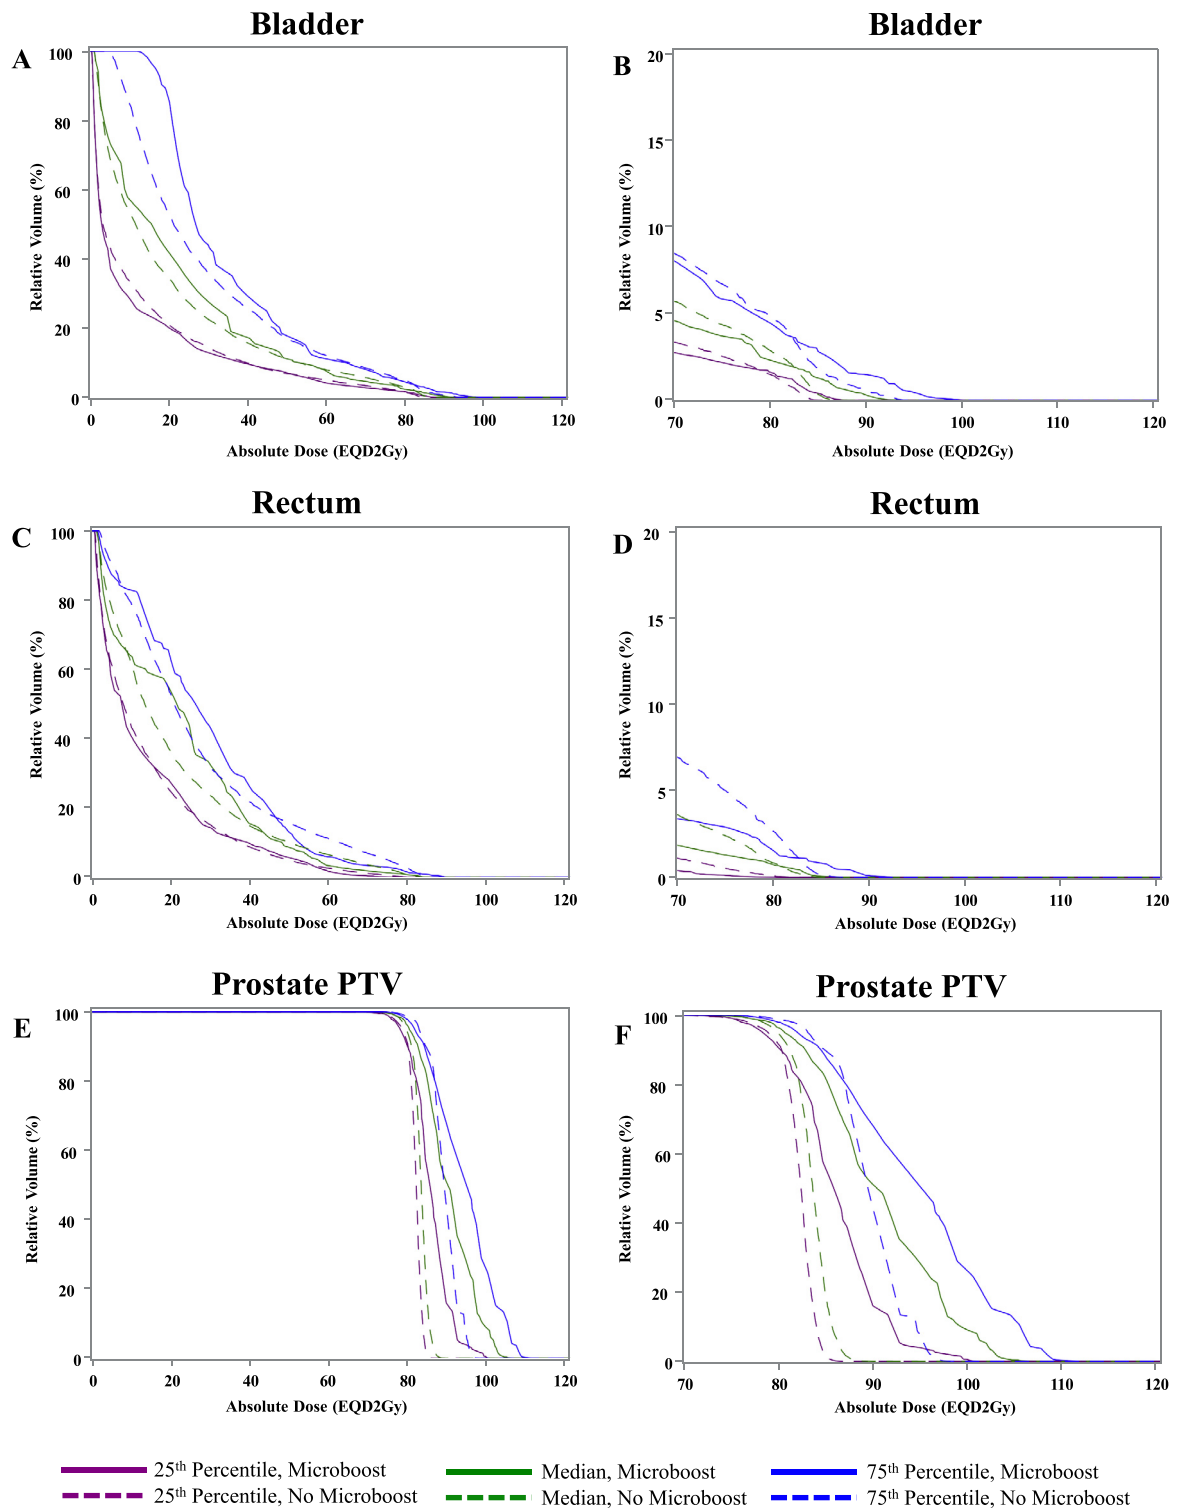 Bladder
A
100
80
60
40
20
0
Relative Volume (%)
0 20 40 60 80 100 120
Absolute Dose (EQD2Gy)
Bladder
B
20
15
10
5
0
Relative Volume (%)
70 80 90 100 110 120
Absolute Dose (EQD2Gy)
Rectum
C
100
80
60
40
20
0
Relative Volume (%)
0 20 40 60 80 100 120
Absolute Dose (EQD2Gy)
Rectum
D
20
15
10
5
0
Relative Volume (%)
70 80 90 100 110 120
Absolute Dose (EQD2Gy)
Prostate PTV
E
100
80
60
40
20
0
Relative Volume (%)
0 20 40 60 80 100 120
Absolute Dose (EQD2Gy)
Prostate PTV
F
100
80
60
40
20
0
Relative Volume (%)
70 80 90 100 110 120
Absolute Dose (EQD2Gy)
25th Percentile, Microboost
25th Percentile, No Microboost
Median, Microboost
Median, No Microboost
75th Percentile, Microboost
75th Percentile, No Microboost